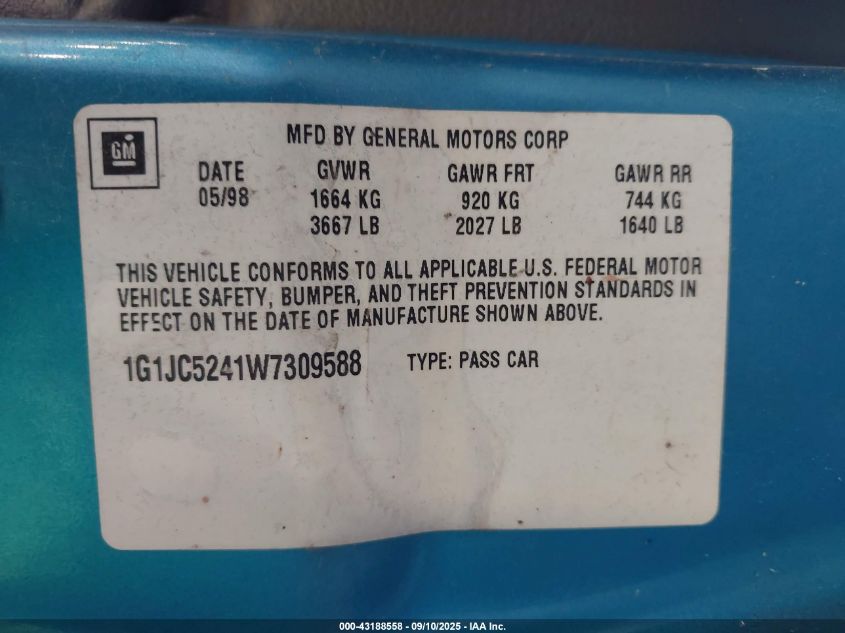 GM
MFD BY GENERAL MOTORS CORP
DATE GVWR GAWR FRT GAWR RR
05/98 1664 KG 920 KG 744 KG
3667 LB 2027 LB 1640 LB
THIS VEHICLE CONFORMS TO ALL APPLICABLE U.S. FEDERAL MOTOR
VEHICLE SAFETY, BUMPER, AND THEFT PREVENTION STANDARDS IN
EFFECT ON THE DATE OF MANUFACTURE SHOWN ABOVE.
1G1JC5241W7309588 TYPE: PASS CAR
000-43188558 - 09/10/2025 - IAA Inc.